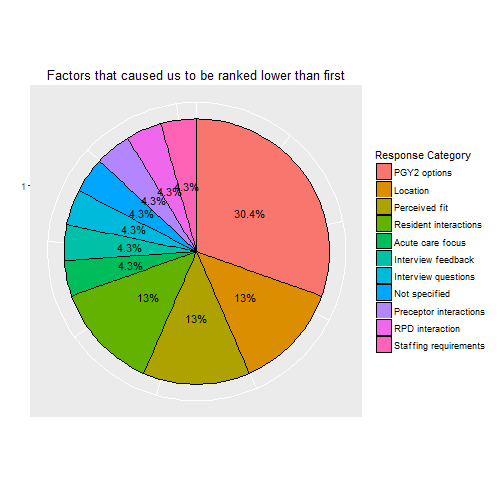 Factors that caused us to be ranked lower than first
1
30.4%
13%
13%
13%
4.3%
4.3%
4.3%
4.3%
4.3%
4.3%
4.3%
Response Category
PGY2 options
Location
Perceived fit
Resident interactions
Acute care focus
Interview feedback
Interview questions
Not specified
Preceptor interactions
RPD interaction
Staffing requirements